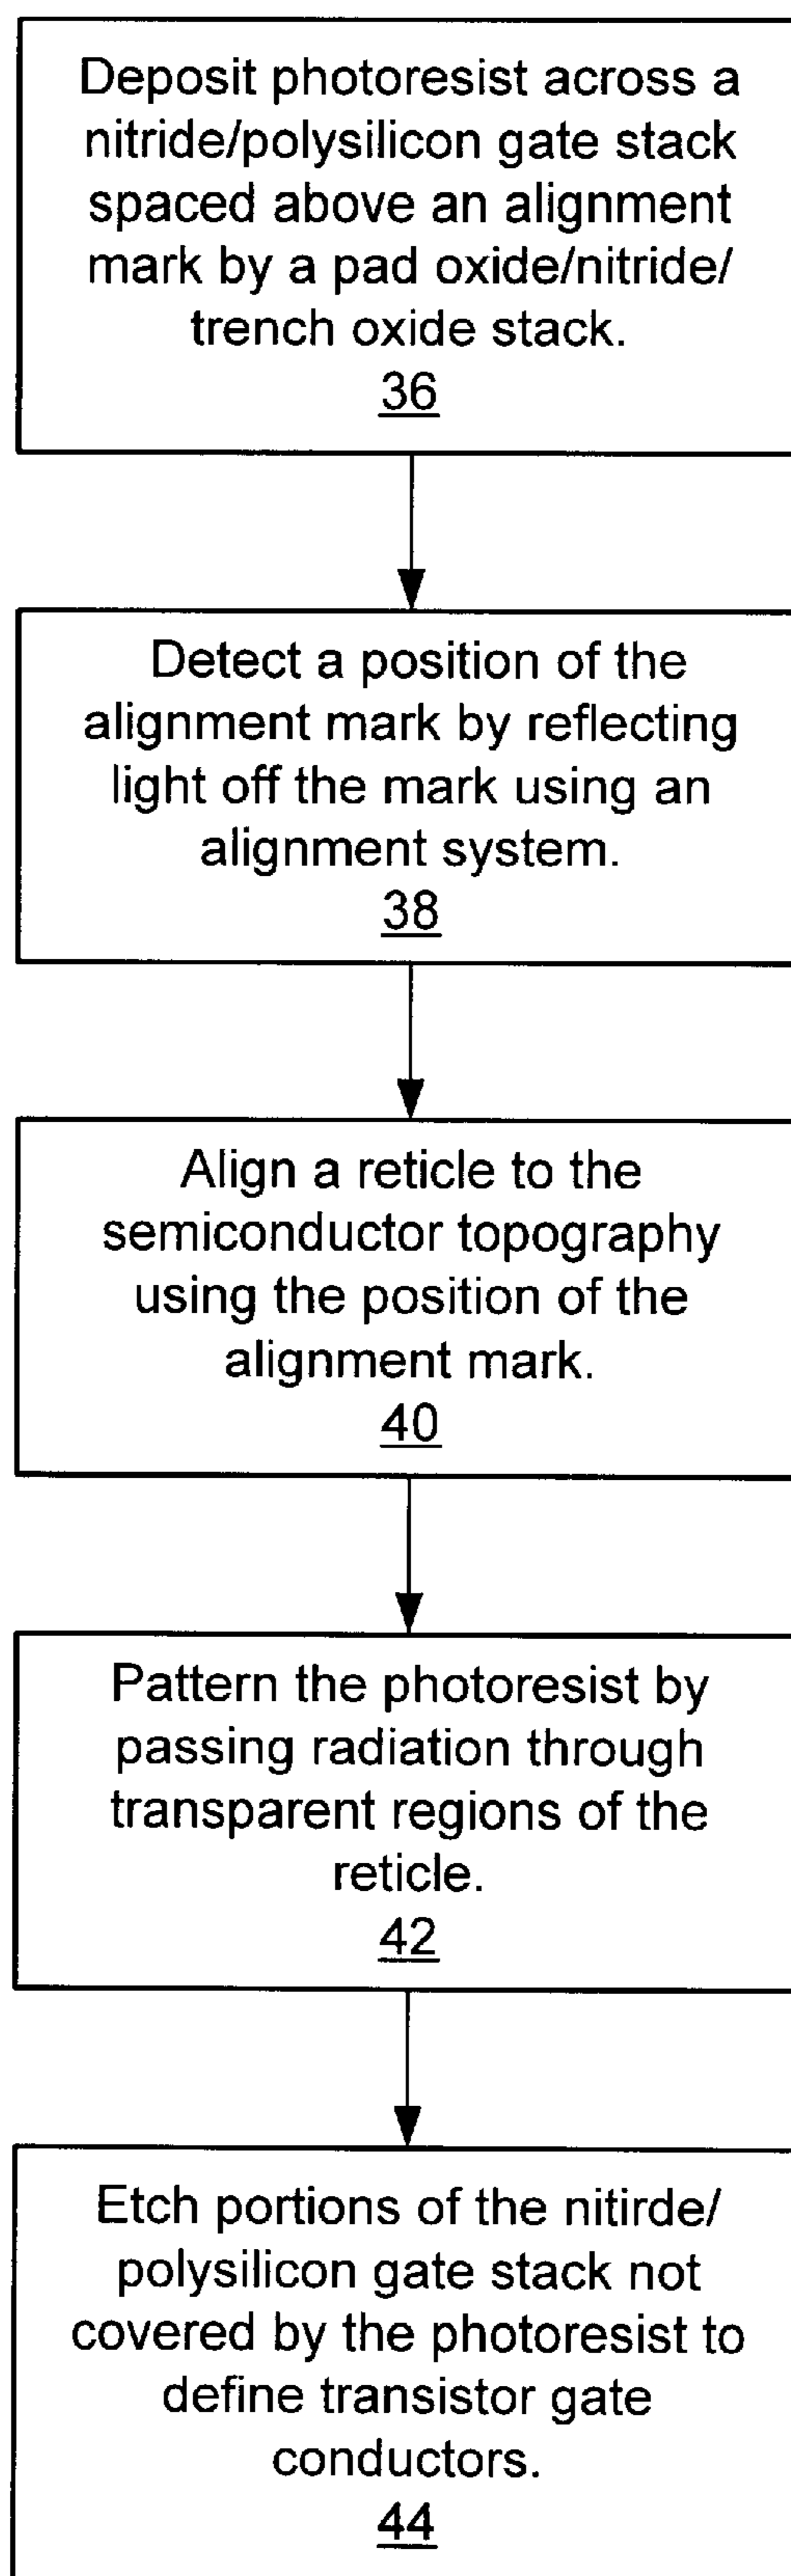 Deposit photoresist across a
nitride/polysilicon gate stack
spaced above an alignment
mark by a pad oxide/nitride/
trench oxide stack.
36
Detect a position of the
alignment mark by reflecting
light off the mark using an
alignment system.
38
Align a reticle to the
semiconductor topography
using the position of the
alignment mark.
40
Pattern the photoresist by
passing radiation through
transparent regions of the
reticle.
42
Etch portions of the nitirde/
polysilicon gate stack not
covered by the photoresist to
define transistor gate
conductors.
44